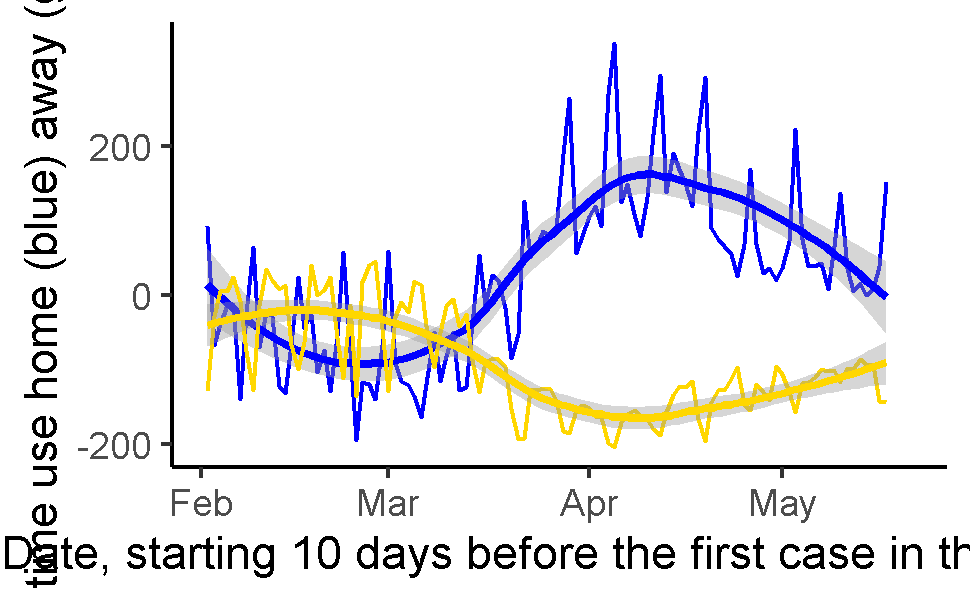 time use home (blue) away (
200
0
-200
Feb Mar Apr May
Date, starting 10 days before the first case in th